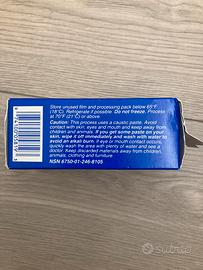 Store unused film and processing pack below 65°F
(18°C). Refrigerate if possible. Do not freeze. Process
at 70°F (21°C) or above.
Caution: This process uses a caustic paste. Avoid
contact with skin, eyes and mouth and keep away from
children and animals. If you get some paste on your
skin, wipe it off immediately and wash with water to
avoid an alkali burn. If eye or mouth contact occurs,
quickly wash the area with plenty of water and see a
doctor. Keep discarded materials away from children,
animals, clothing and furniture.
NSN 6750-01-246-8105
subito